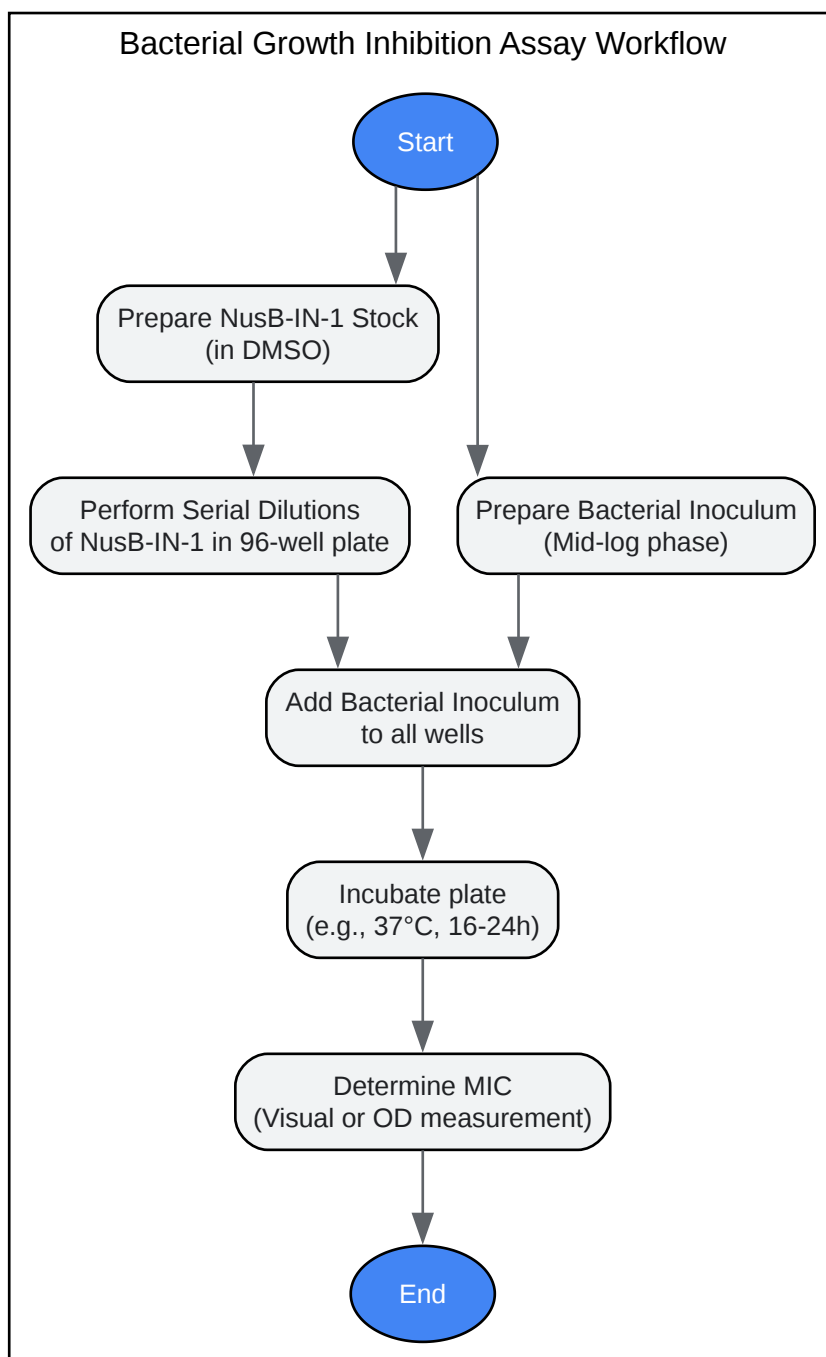 Bacterial Growth Inhibition Assay Workflow
Start
Prepare NusB-IN-1 Stock
(in DMSO)
Perform Serial Dilutions
of NusB-IN-1 in 96-well plate
Prepare Bacterial Inoculum
(Mid-log phase)
Add Bacterial Inoculum
to all wells
Incubate plate
(e.g., 37°C, 16-24h)
Determine MIC
(Visual or OD measurement)
End